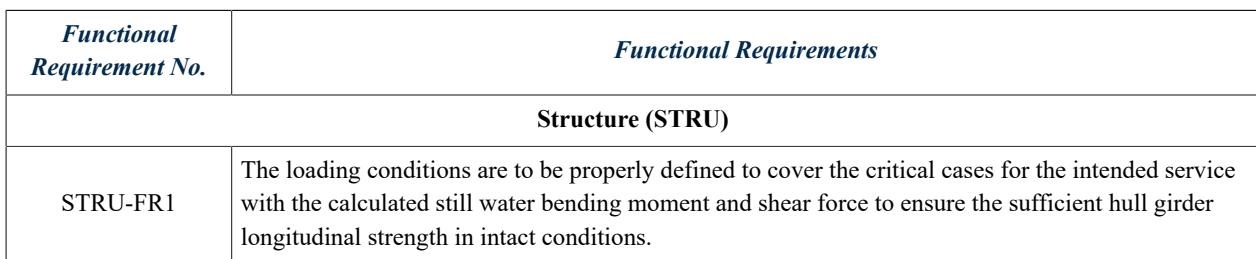 Functional
Requirement No.
Functional Requirements
Structure (STRU)
STRU-FR1
The loading conditions are to be properly defined to cover the critical cases for the intended service
with the calculated still water bending moment and shear force to ensure the sufficient hull girder
longitudinal strength in intact conditions.